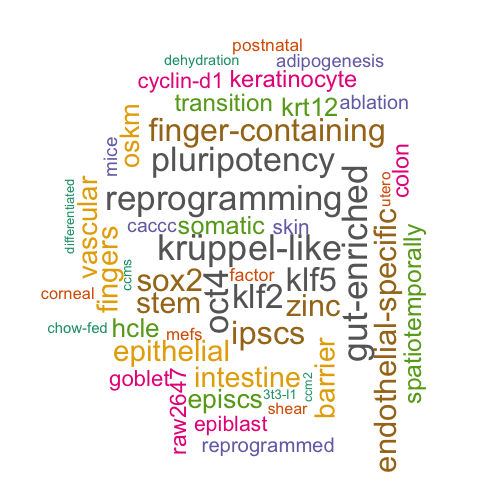 postnatal
dehydration
adipogenesis
cyclin-d1
keratinocyte
transition
krt12
ablation
oskm
finger-containing
mice
pluripotency
colon
reprogramming
utero
differentiated
vascular
caccc
somatic
skin
gut-enriched
krüppel-like
endothelial-specific
spatiotemporally
fingers
ccms
sox2
factor
klf5
corneal
stem
oct4
klf2
zinc
chow-fed
hcle
mefs
ipscs
epithelial
barrier
goblet
intestine
raw2647
episcs
3t3-l1
ccm2
shear
epiblast
reprogrammed